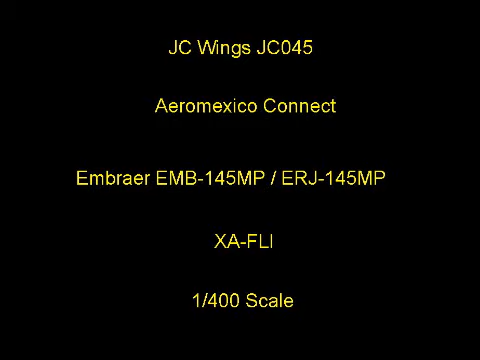 JC Wings JC045
Aeromexico Connect
Embraer EMB-145MP / ERJ-145MP
XA-FLI
1/400 Scale